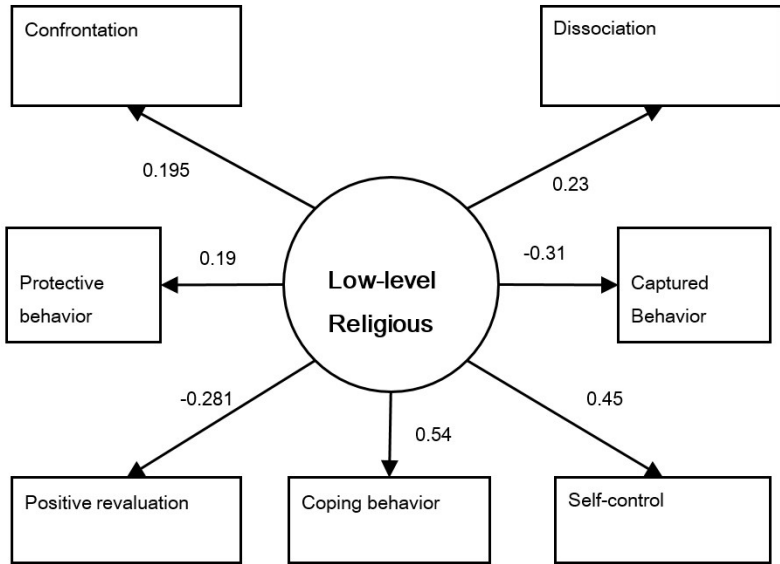 Confrontation
Dissociation
0.195
0.23
Protective
behavior
0.19
Low-level
Religious
-0.31
Captured
Behavior
-0.281
0.54
0.45
Positive revaluation
Coping behavior
Self-control